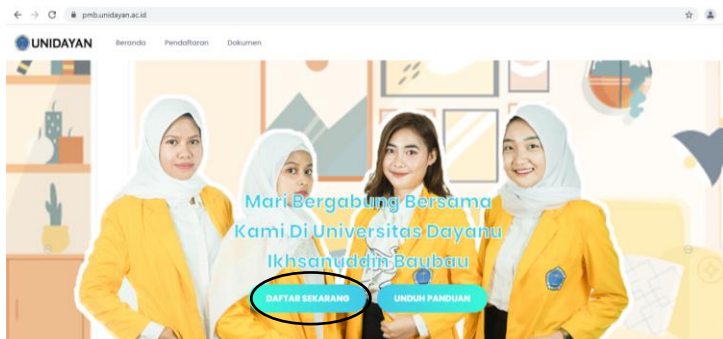 pmb.unidayan.ac.id
UNIDAYAN Beranda Pendaftaran Dokumen
Mari Bergabung Bersama
Kami Di Universitas Dayanu
Ikhsanuddin Baubau
DAFTAR SEKARANG UNDUH PANDUAN